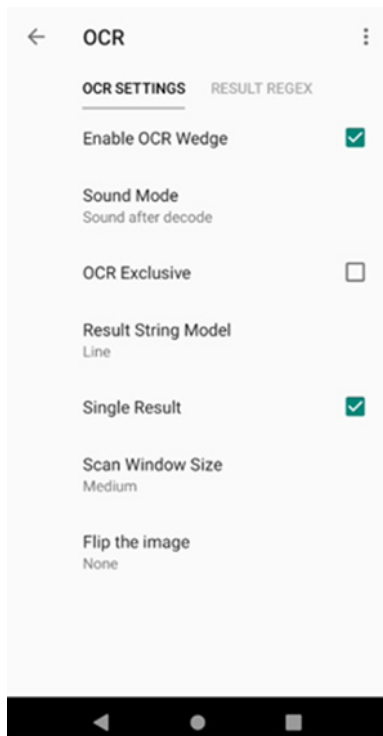 OCR
OCR SETTINGS RESULT REGEX
Enable OCR Wedge
Sound Mode
Sound after decode
OCR Exclusive
Result String Model
Line
Single Result
Scan Window Size
Medium
Flip the image
None